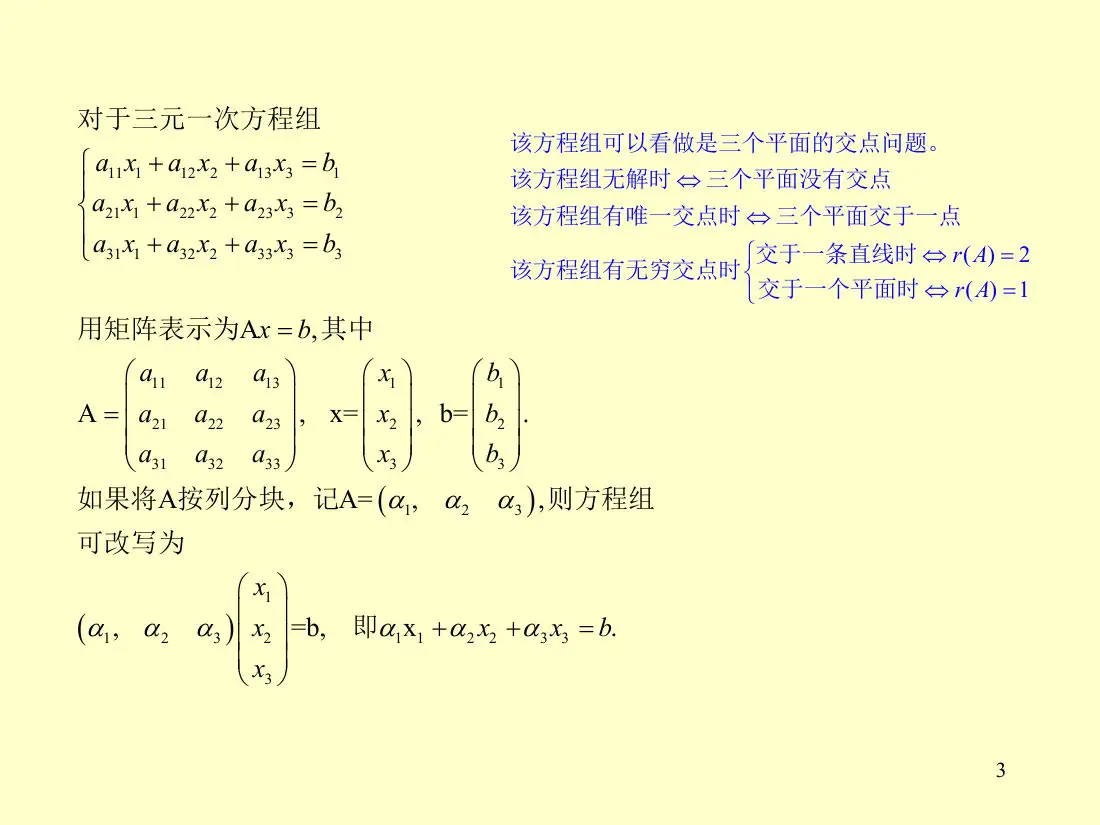 对于三元一次方程组
a₁₁x₁ + a₁₂x₂ + a₁₃x₃ = b₁
a₂₁x₁ + a₂₂x₂ + a₂₃x₃ = b₂
a₃₁x₁ + a₃₂x₂ + a₃₃x₃ = b₃
该方程组可以看做是三个平面的交点问题。
该方程组无解时⇔三个平面没有交点
该方程组有唯一交点时⇔三个平面交于一点
该方程组有无穷交点时
交于一条直线时⇔r(A)=2
交于一个平面时⇔r(A)=1
用矩阵表示为Ax = b,其中
A = (a₁₁ a₁₂ a₁₃; a₂₁ a₂₂ a₂₃; a₃₁ a₃₂ a₃₃), x= (x₁; x₂; x₃), b= (b₁; b₂; b₃).
如果将A按列分块，记A= (α₁, α₂ α₃),则方程组
可改写为
(α₁, α₂ α₃) (x₁; x₂; x₃) =b, 即α₁x₁ + α₂x₂ + α₃x₃ = b.
3